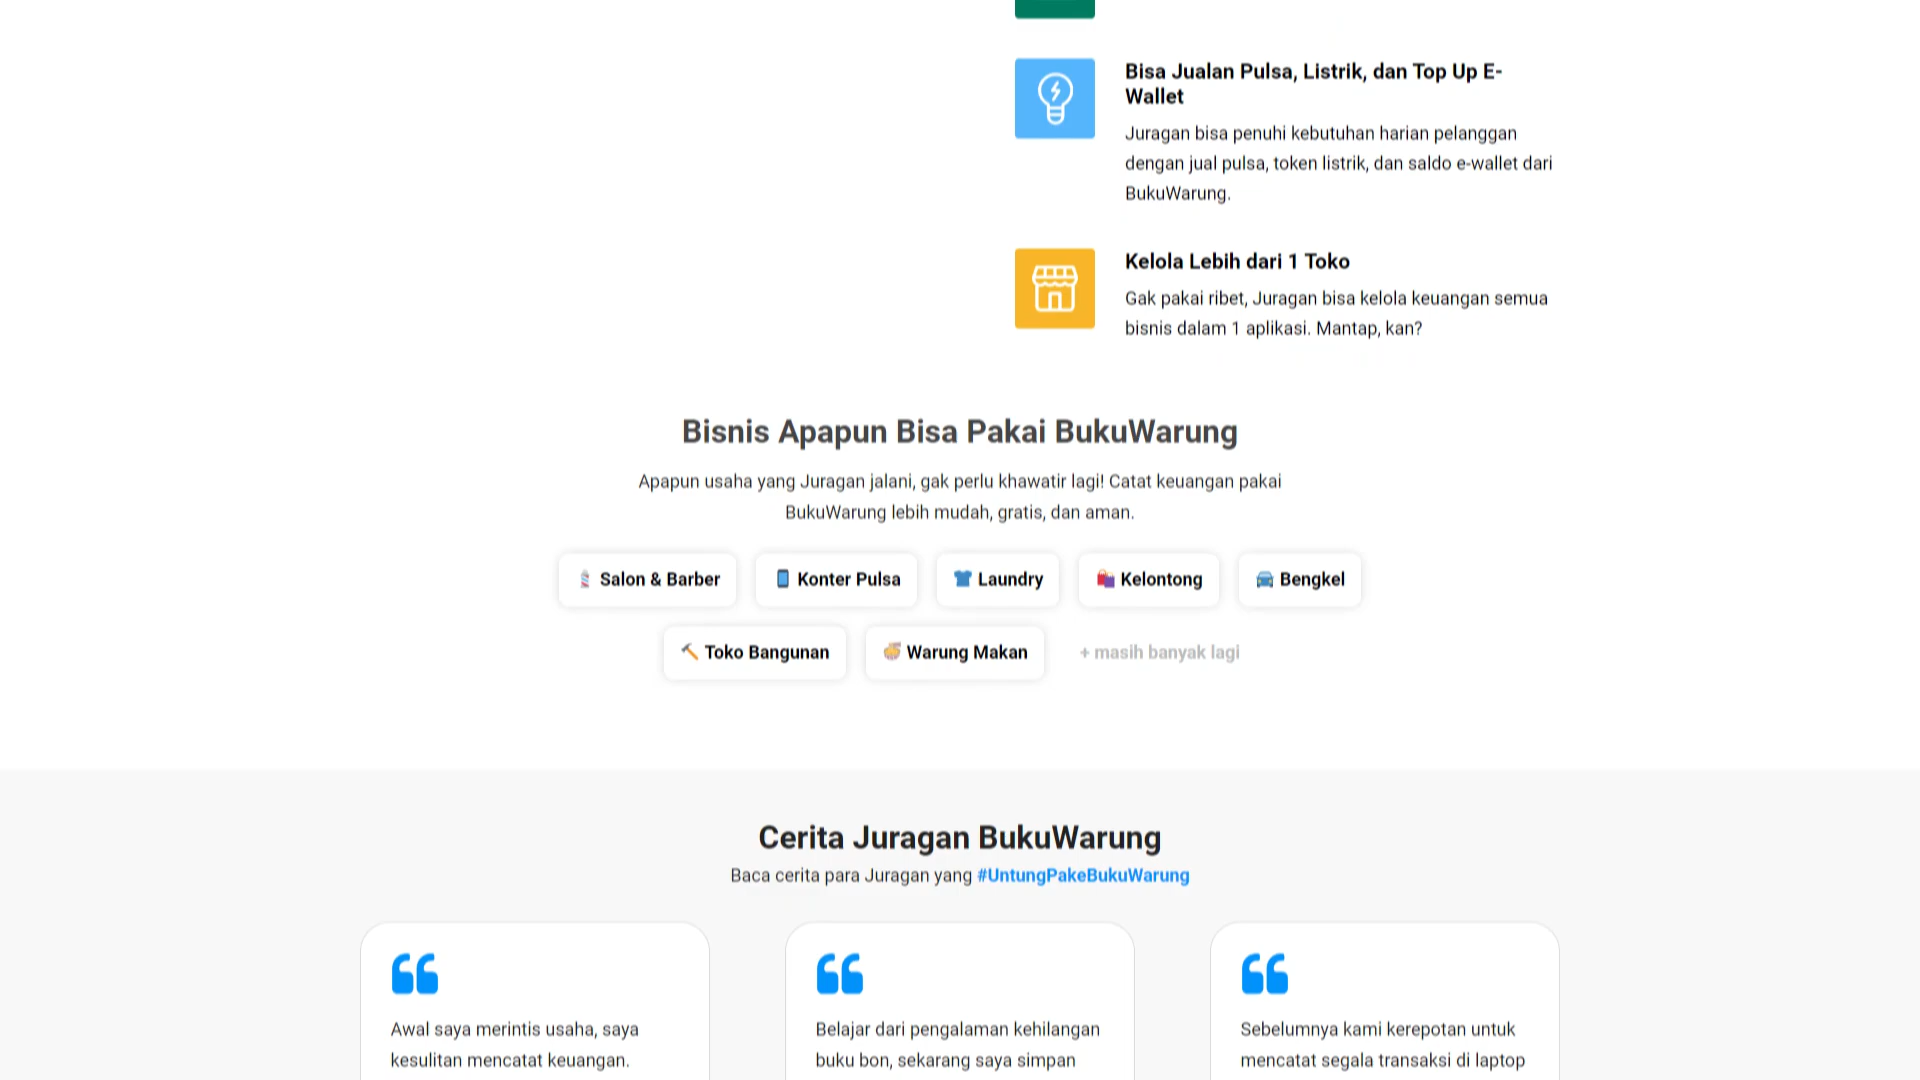 Bisa Jualan Pulsa, Listrik, dan Top Up E-
Wallet
Juragan bisa penuhi kebutuhan harian pelanggan
dengan jual pulsa, token listrik, dan saldo e-wallet dari
BukuWarung.
Kelola Lebih dari 1 Toko
Gak pakai ribet, Juragan bisa kelola keuangan semua
bisnis dalam 1 aplikasi. Mantap, kan?
Bisnis Apapun Bisa Pakai BukuWarung
Apapun usaha yang Juragan jalani, gak perlu khawatir lagi! Catat keuangan pakai
BukuWarung lebih mudah, gratis, dan aman.
Salon & Barber
Konter Pulsa
Laundry
Kelontong
Bengkel
Toko Bangunan
Warung Makan
+ masih banyak lagi
Cerita Juragan BukuWarung
Baca cerita para Juragan yang #UntungPakeBukuWarung
Awal saya merintis usaha, saya
kesulitan mencatat keuangan.
Belajar dari pengalaman kehilangan
buku bon, sekarang saya simpan
Sebelumnya kami kerepotan untuk
mencatat segala transaksi di laptop